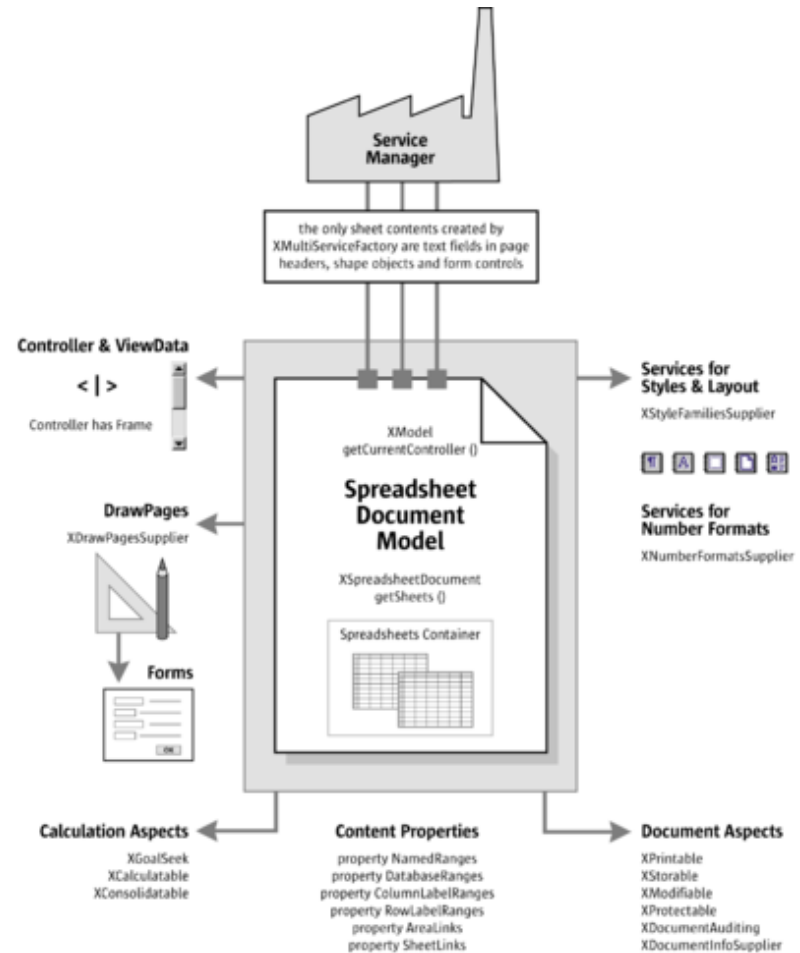 Service
Manager
the only sheet contents created by
XMultiServiceFactory are text fields in page
headers, shape objects and form controls
Controller & ViewData
< | >
Controller has Frame
DrawPages
XDrawPagesSupplier
Forms
OK
XModel
getCurrentController ()
Spreadsheet
Document
Model
XSpreadsheetDocument
getSheets ()
Spreadsheets Container
Services for
Styles & Layout
XStyleFamiliesSupplier
¶ A
Services for
Number Formats
XNumberFormatsSupplier
Calculation Aspects
XGoalSeek
XCalculatable
XConsolidatable
Content Properties
property NamedRanges
property DatabaseRanges
property ColumnLabelRanges
property RowLabelRanges
property AreaLinks
property SheetLinks
Document Aspects
XPrintable
XStorable
XModifiable
XProtectable
XDocumentAuditing
XDocumentInfoSupplier